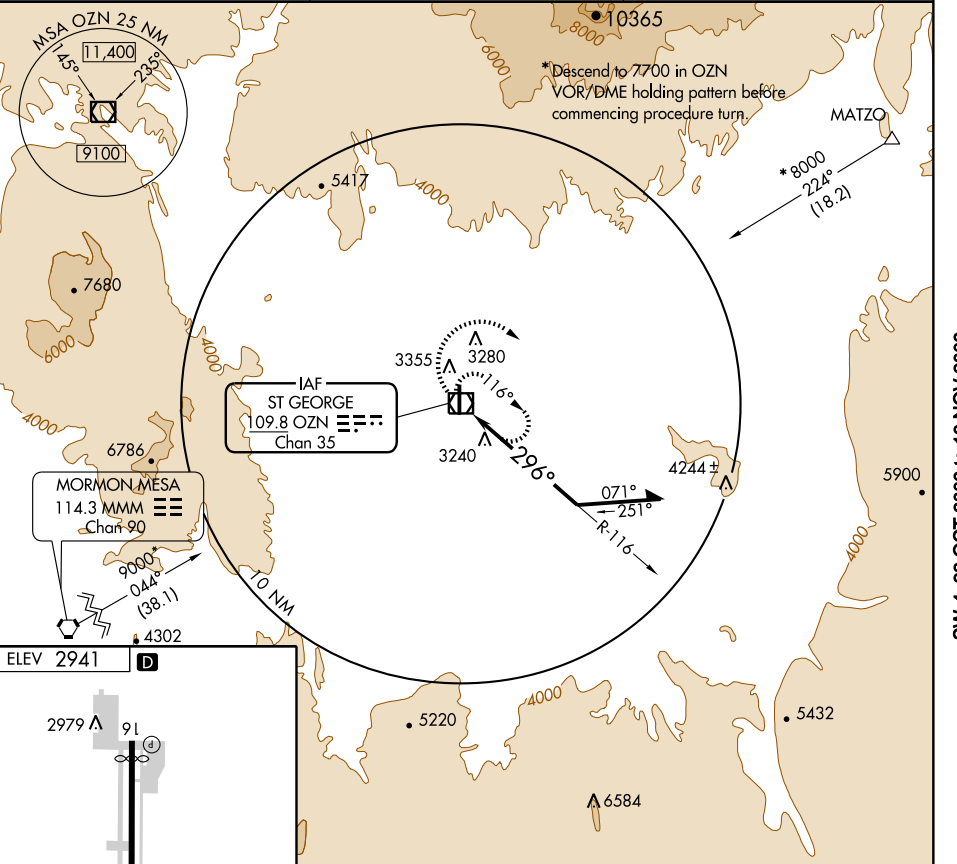 MSA OZN 25 NM
11,400
145°
235°
9100
10365
8000
6000
*Descend to 7700 in OZN
VOR/DME holding pattern before
commencing procedure turn.
MATZO
* 8000
224°
(18.2)
5417
4000
7680
6000
4000
3355
3280
116°
IAF
ST GEORGE
109.8 OZN
Chan 35
3240
296°
071°
251°
R-116
4244±
5900
4000
4000
6786
MORMON MESA
114.3 MMM
Chan 90
9000*
044°
(38.1)
10 NM
4302
ELEV 2941
D
2979
16
P
5220
4000
5432
6584